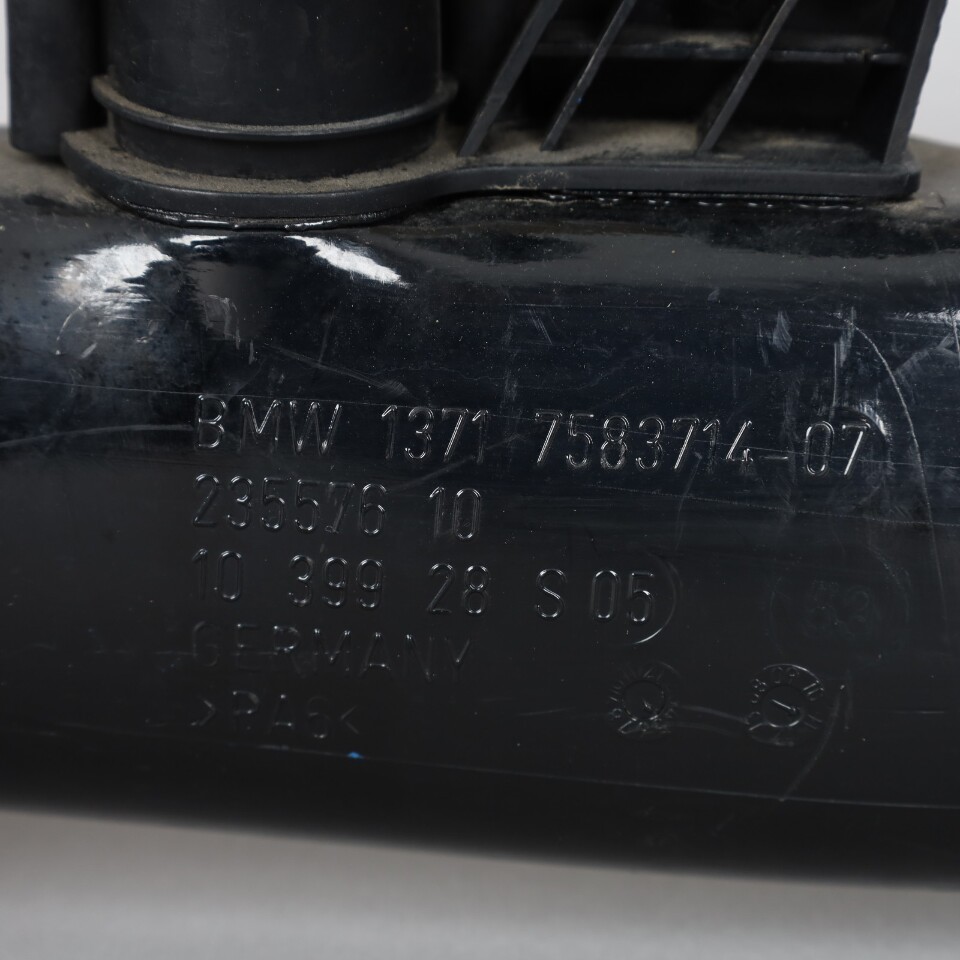 BMW 1371 7583714-07
235576 10
10 399 28 S 05
GERMANY
>PA6<